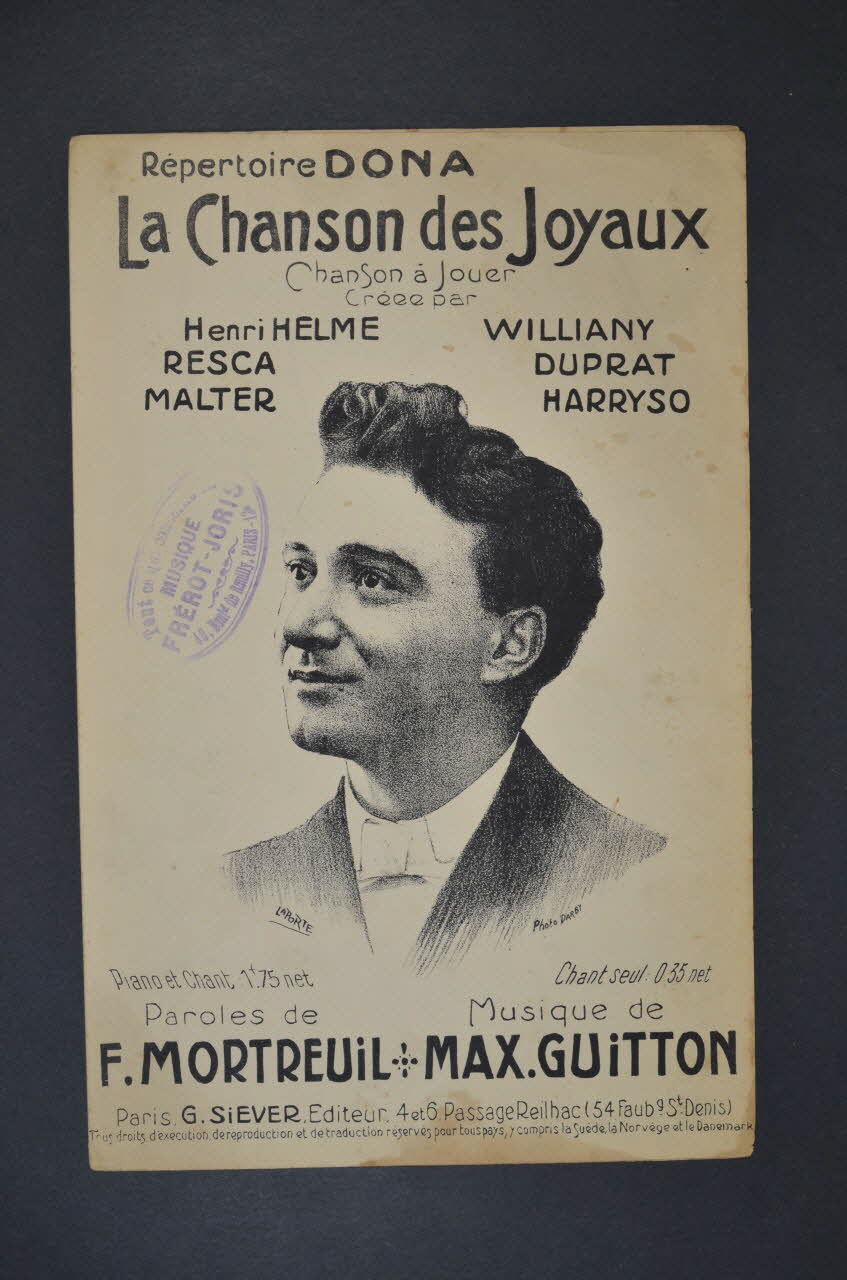 Répertoire DONA
La Chanson des Joyaux
Chanson à Jouer
Créée par
Henri HELME WILLIANY
RESCA DUPRAT
MALTER HARRYSO
MUSIQUE
FRÉROT-JORIS
PARIS
LAPORTE
Photo DARBY
Piano et Chant. 1f.75 net Chant seul: 0.35 net
Paroles de Musique de
F. MORTREUiL MAX. GUiTTON
Paris, G. SiEVER, Editeur, 4 et 6 Passage Reilhac (54 Faubg St Denis)
Tous droits d'execution, de reproduction et de traduction reservés pour tous pays, y compris la Suède, la Norvège et le Danemark